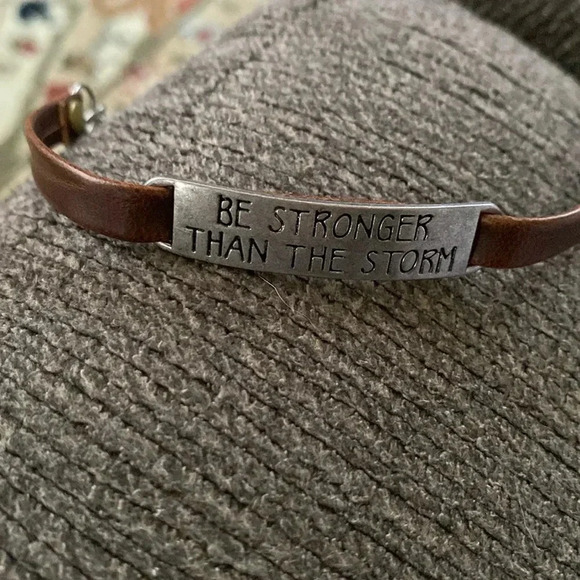 BE STRONGER
THAN THE STORM